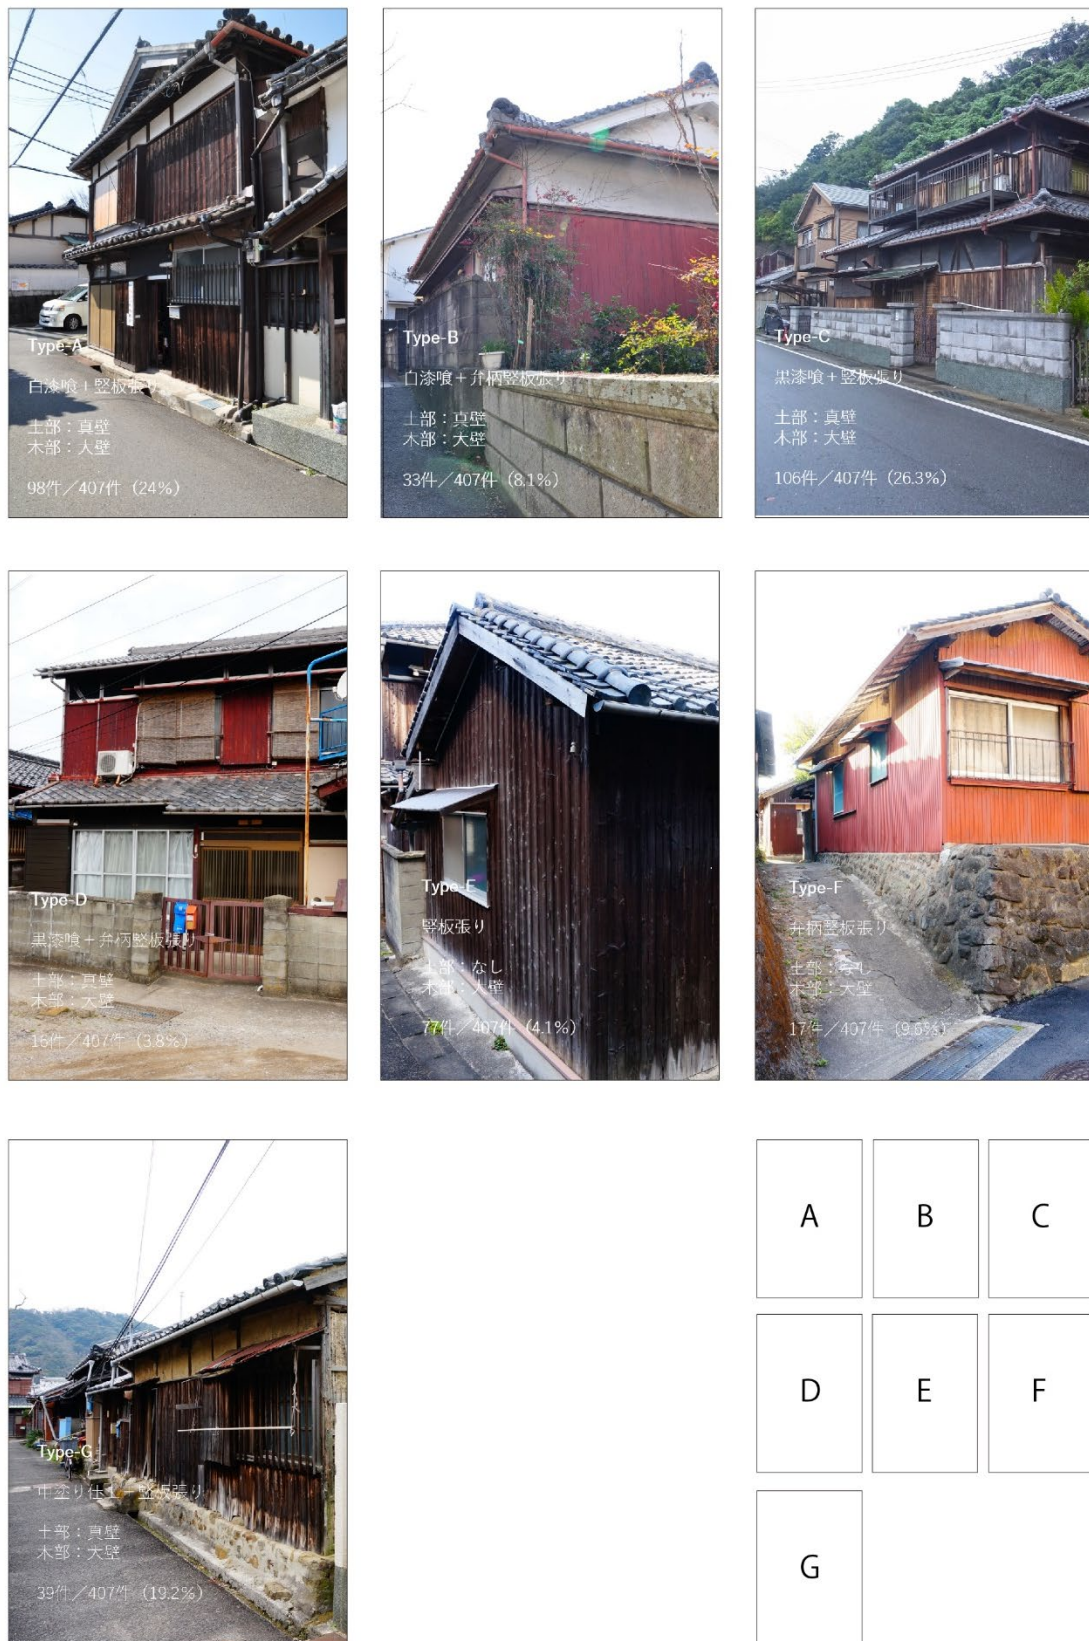 Type-A
白漆喰＋竪板張り
土部：真壁
木部：大壁
98件／407件（24%）
Type-B
白漆喰＋弁柄竪板張り
土部：真壁
木部：大壁
33件／407件（8.1%）
Type-C
黒漆喰＋竪板張り
土部：真壁
木部：大壁
106件／407件（26.3%）
Type-D
黒漆喰＋弁柄竪板張り
土部：真壁
木部：大壁
16件／407件（3.8%）
Type-E
竪板張り
土部：なし
木部：大壁
77件／407件（4.1%）
Type-F
弁柄竪板張り
土部：なし
木部：大壁
17件／407件（9.6%）
Type-G
中塗り仕上＋竪板張り
土部：真壁
木部：大壁
39件／407件（19.2%）
A
B
C
D
E
F
G